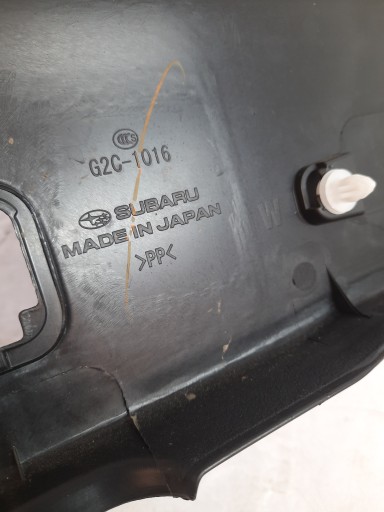 G2C-1016
SUBARU
MADE IN JAPAN
>PP<